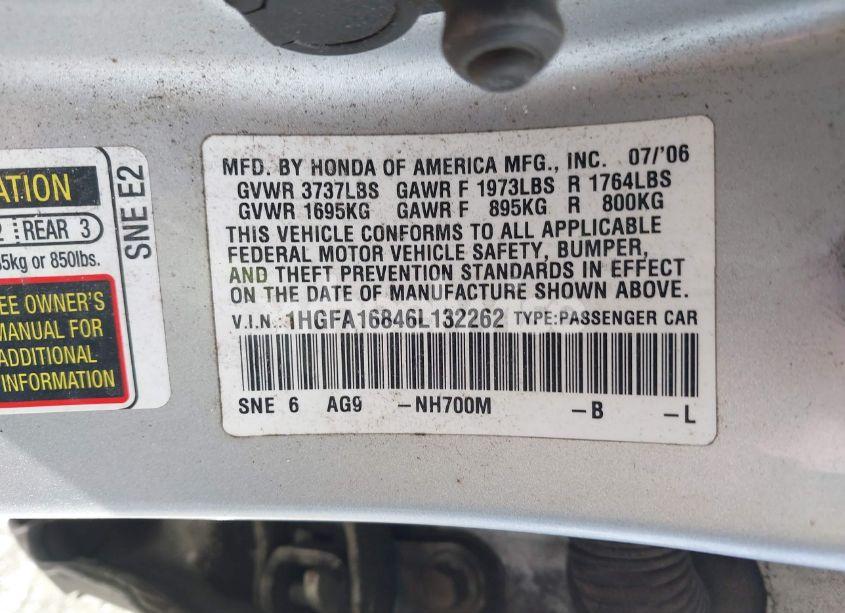 ATION
2 REAR 3
5kg or 850lbs.
EE OWNER'S
MANUAL FOR
ADDITIONAL
INFORMATION
SNE E2
MFD. BY HONDA OF AMERICA MFG., INC. 07/'06
GVWR 3737LBS GAWR F 1973LBS R 1764LBS
GVWR 1695KG GAWR F 895KG R 800KG
THIS VEHICLE CONFORMS TO ALL APPLICABLE
FEDERAL MOTOR VEHICLE SAFETY, BUMPER,
AND THEFT PREVENTION STANDARDS IN EFFECT
ON THE DATE OF MANUFACTURE SHOWN ABOVE.
V.I.N. 1HGFA16846L132262 TYPE:PASSENGER CAR
SNE 6 AG9 -NH700M -B -L